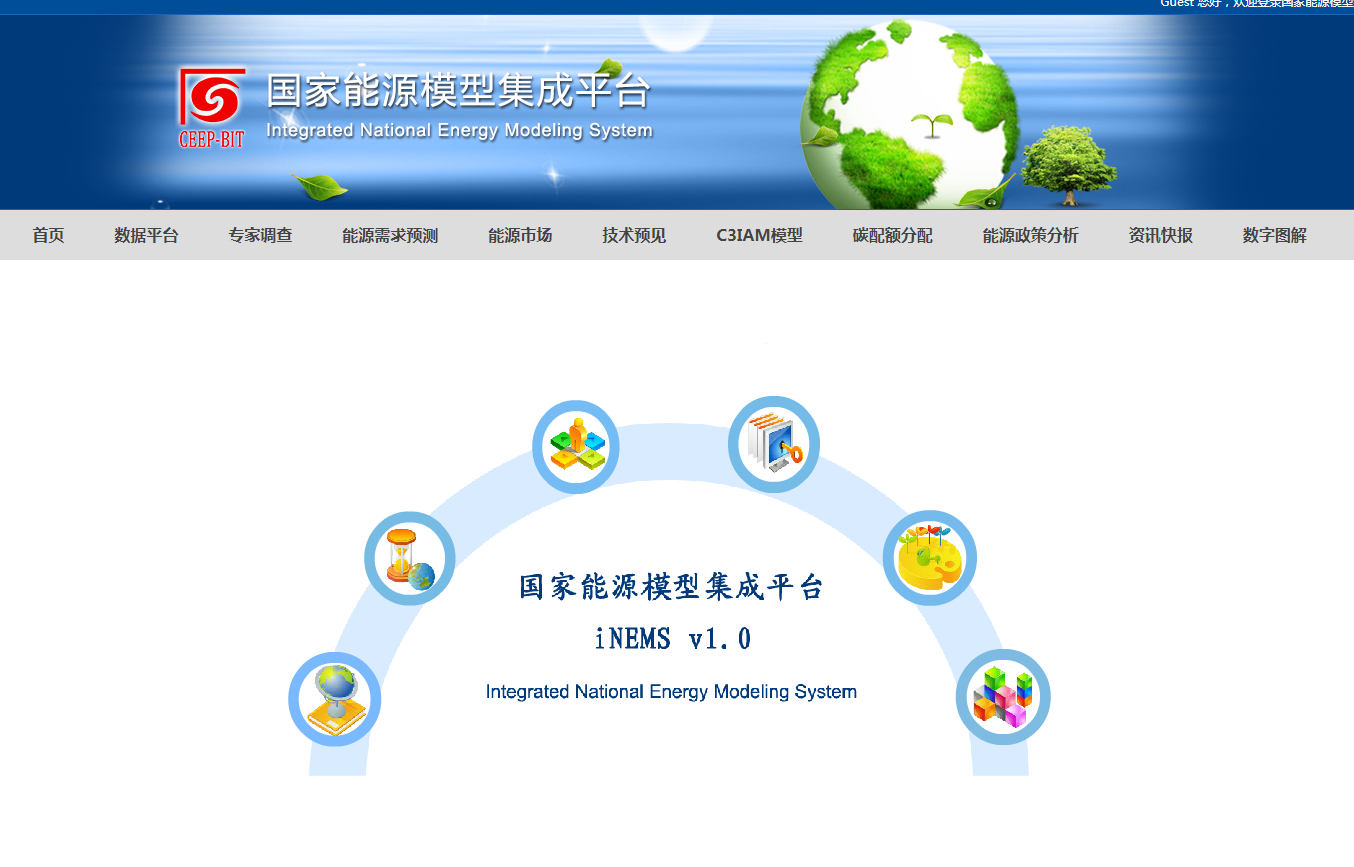 Guest 您好，欢迎登录国家能源模型
国家能源模型集成平台
Integrated National Energy Modeling System
CEEP-BIT
首页 数据平台 专家调查 能源需求预测 能源市场 技术预见 C3IAM模型 碳配额分配 能源政策分析 资讯快报 数字图解
国家能源模型集成平台
iNEMS v1.0
Integrated National Energy Modeling System